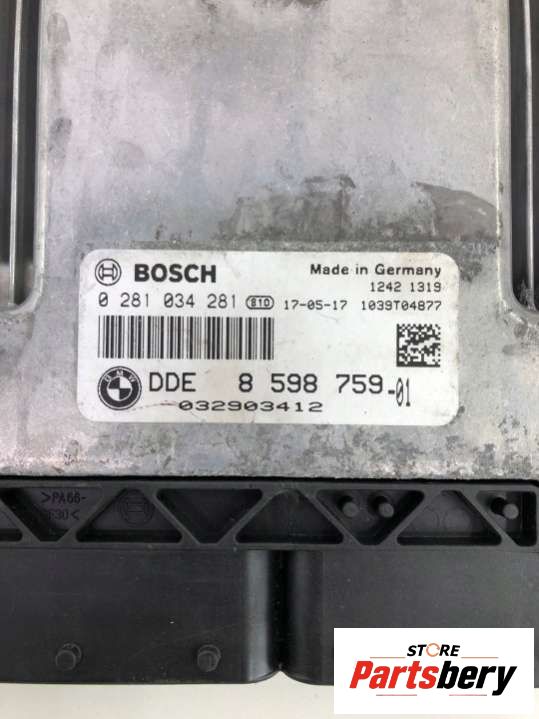 BOSCH
Made in Germany
1242 1319
0 281 034 281 810 17-05-17 1039T04877
BMW
DDE 8 598 759-01
032903412
>PA66-
STORE
Partsbery